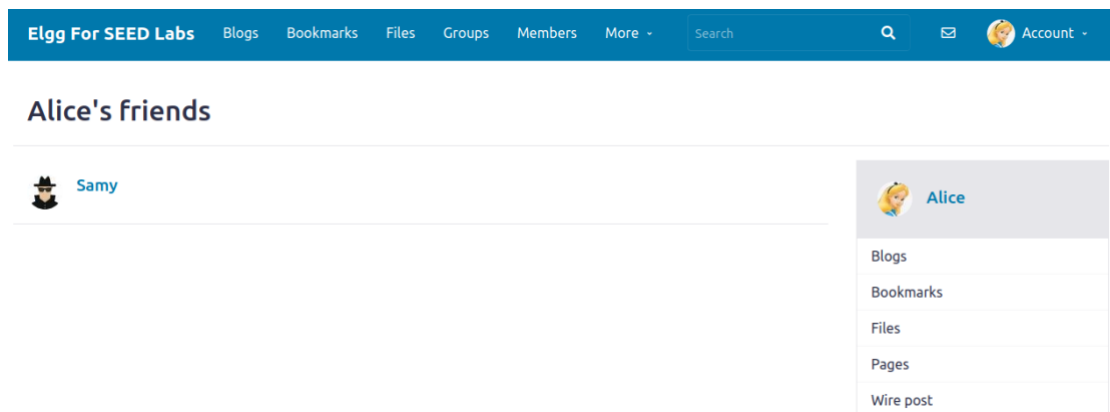 Elgg For SEED Labs Blogs Bookmarks Files Groups Members More Search Account
Alice's friends
Samy
Alice
Blogs
Bookmarks
Files
Pages
Wire post